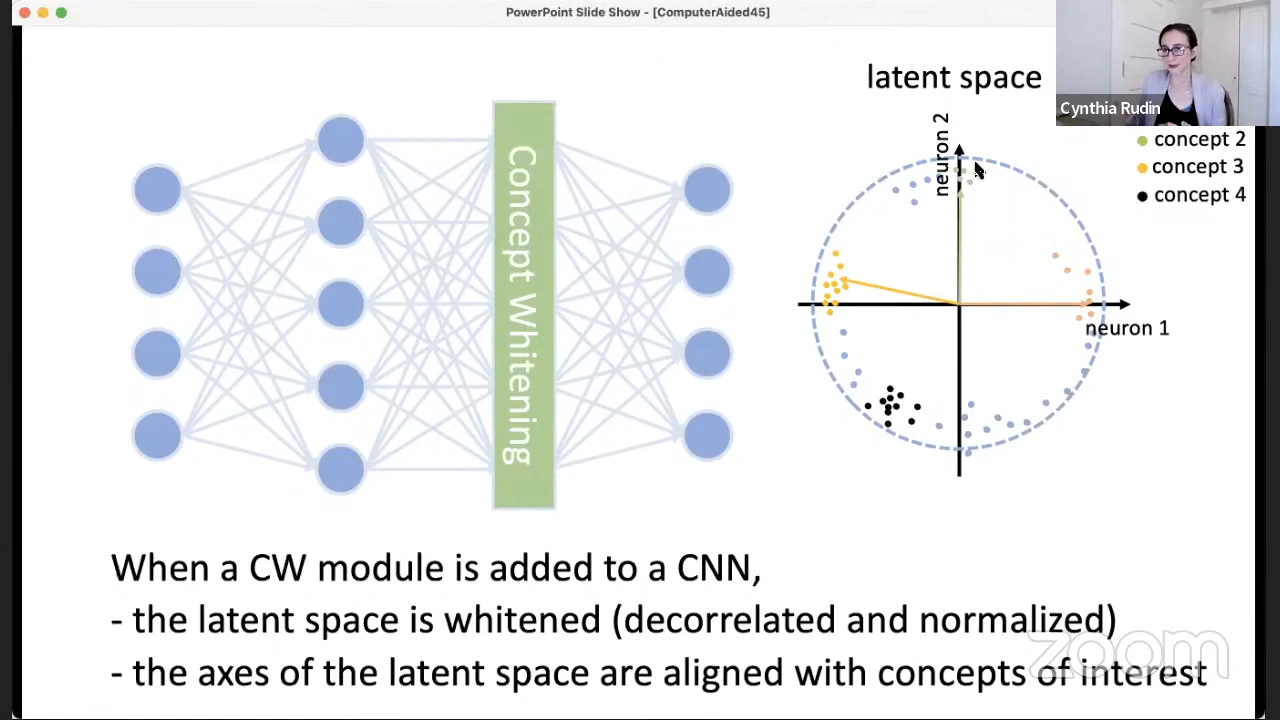 PowerPoint Slide Show - [ComputerAided45]
latent space
Cynthia Rudin
neuron 2
concept 2
concept 3
concept 4
Concept Whitening
neuron 1
When a CW module is added to a CNN,
- the latent space is whitened (decorrelated and normalized)
- the axes of the latent space are aligned with concepts of interest
zoom